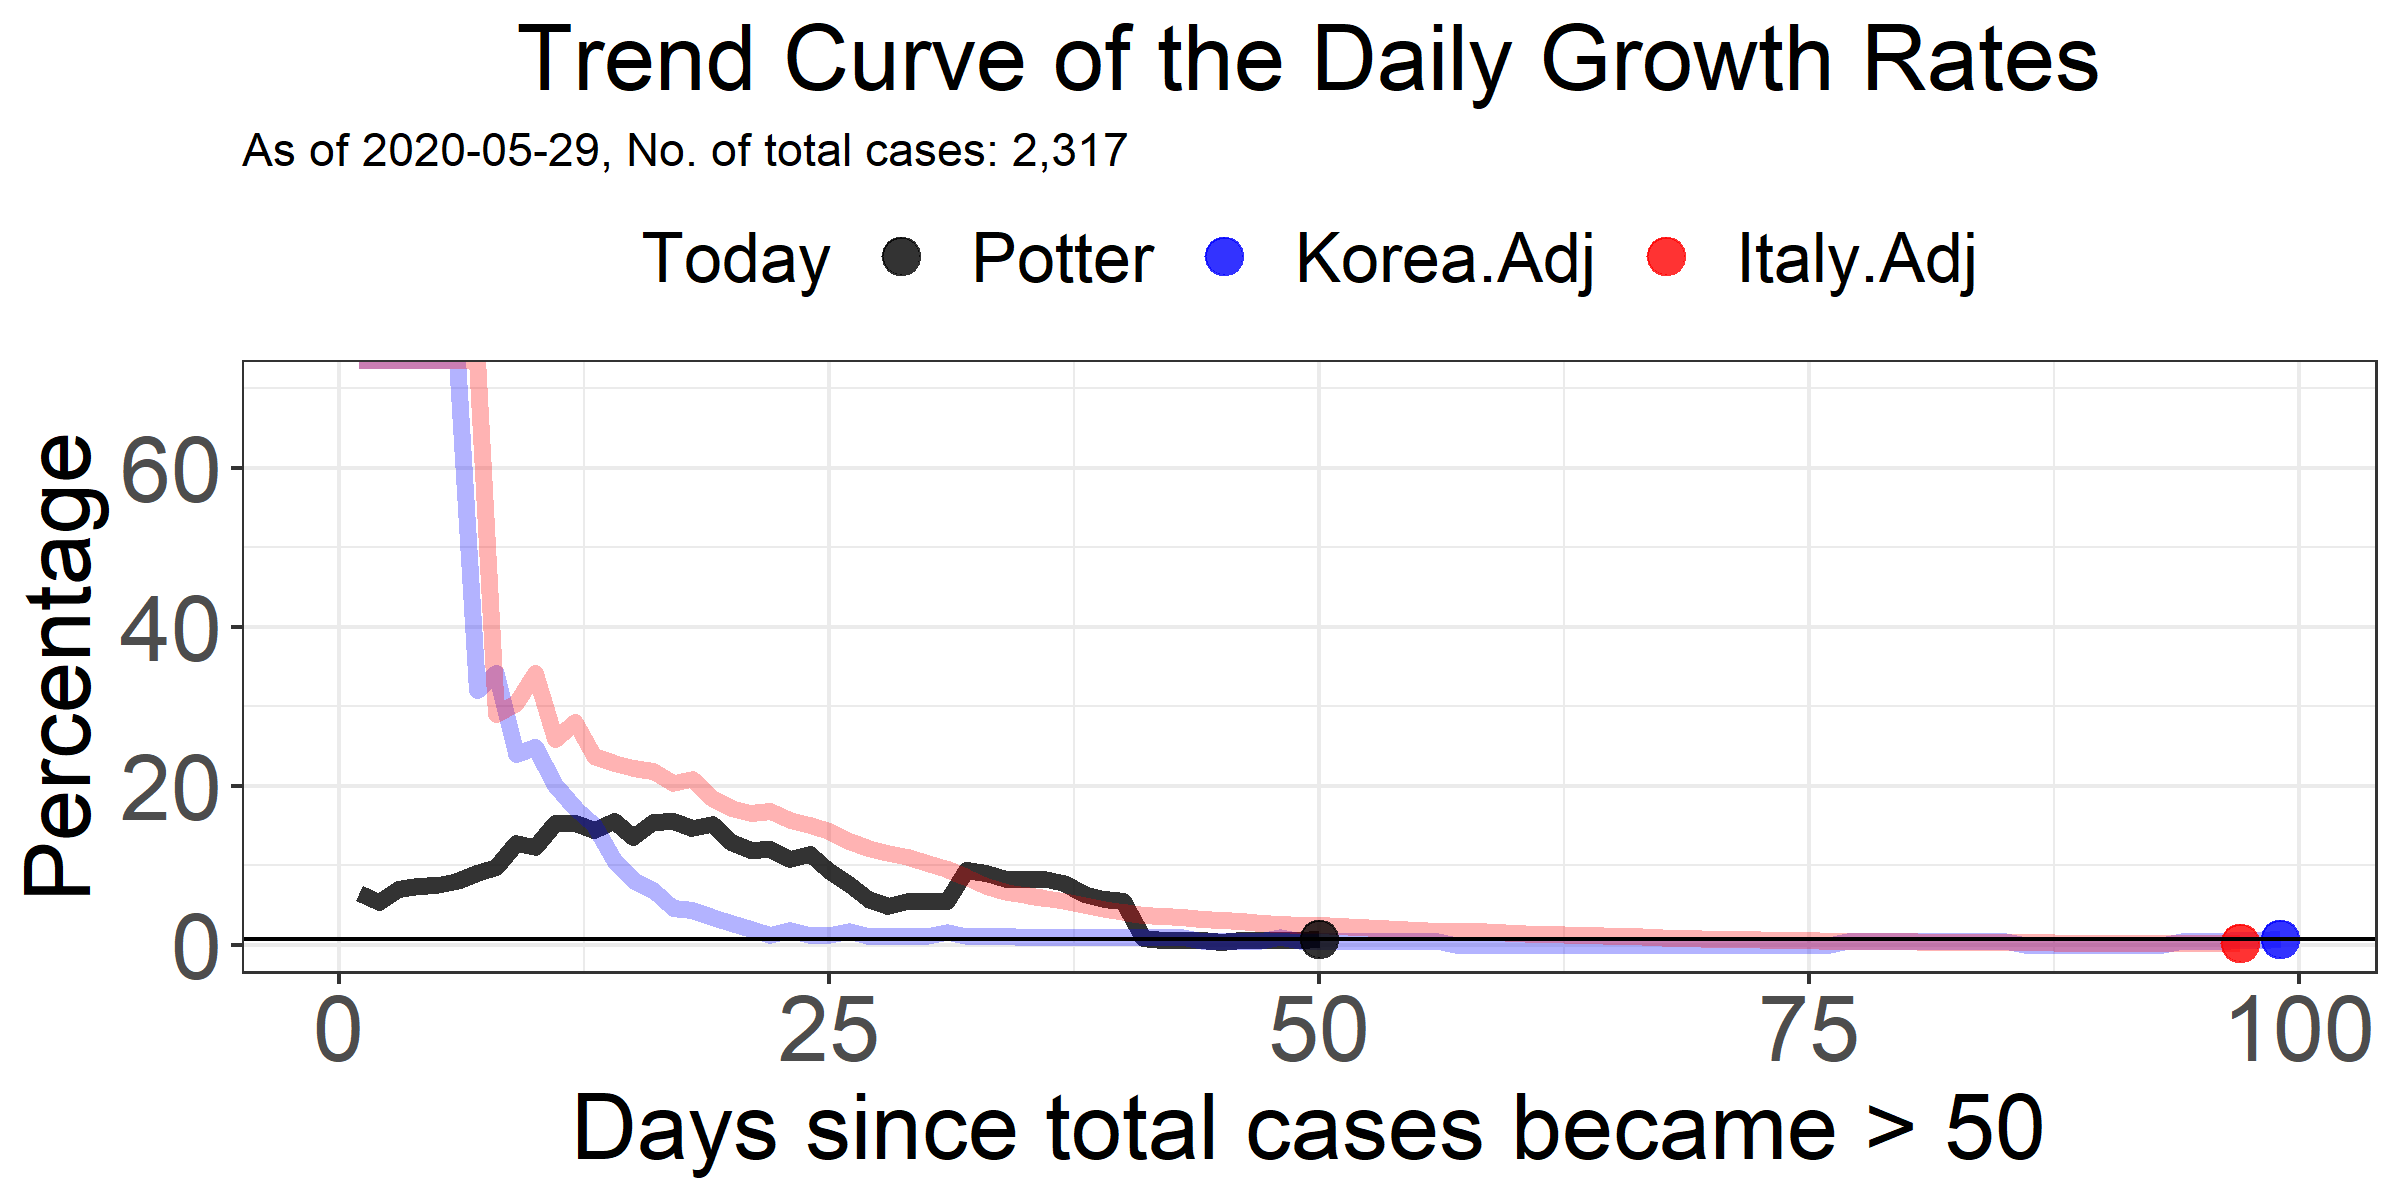 Trend Curve of the Daily Growth Rates
As of 2020-05-29, No. of total cases: 2,317
Today Potter Korea.Adj Italy.Adj
Percentage
60
40
20
0
0 25 50 75 100
Days since total cases became > 50